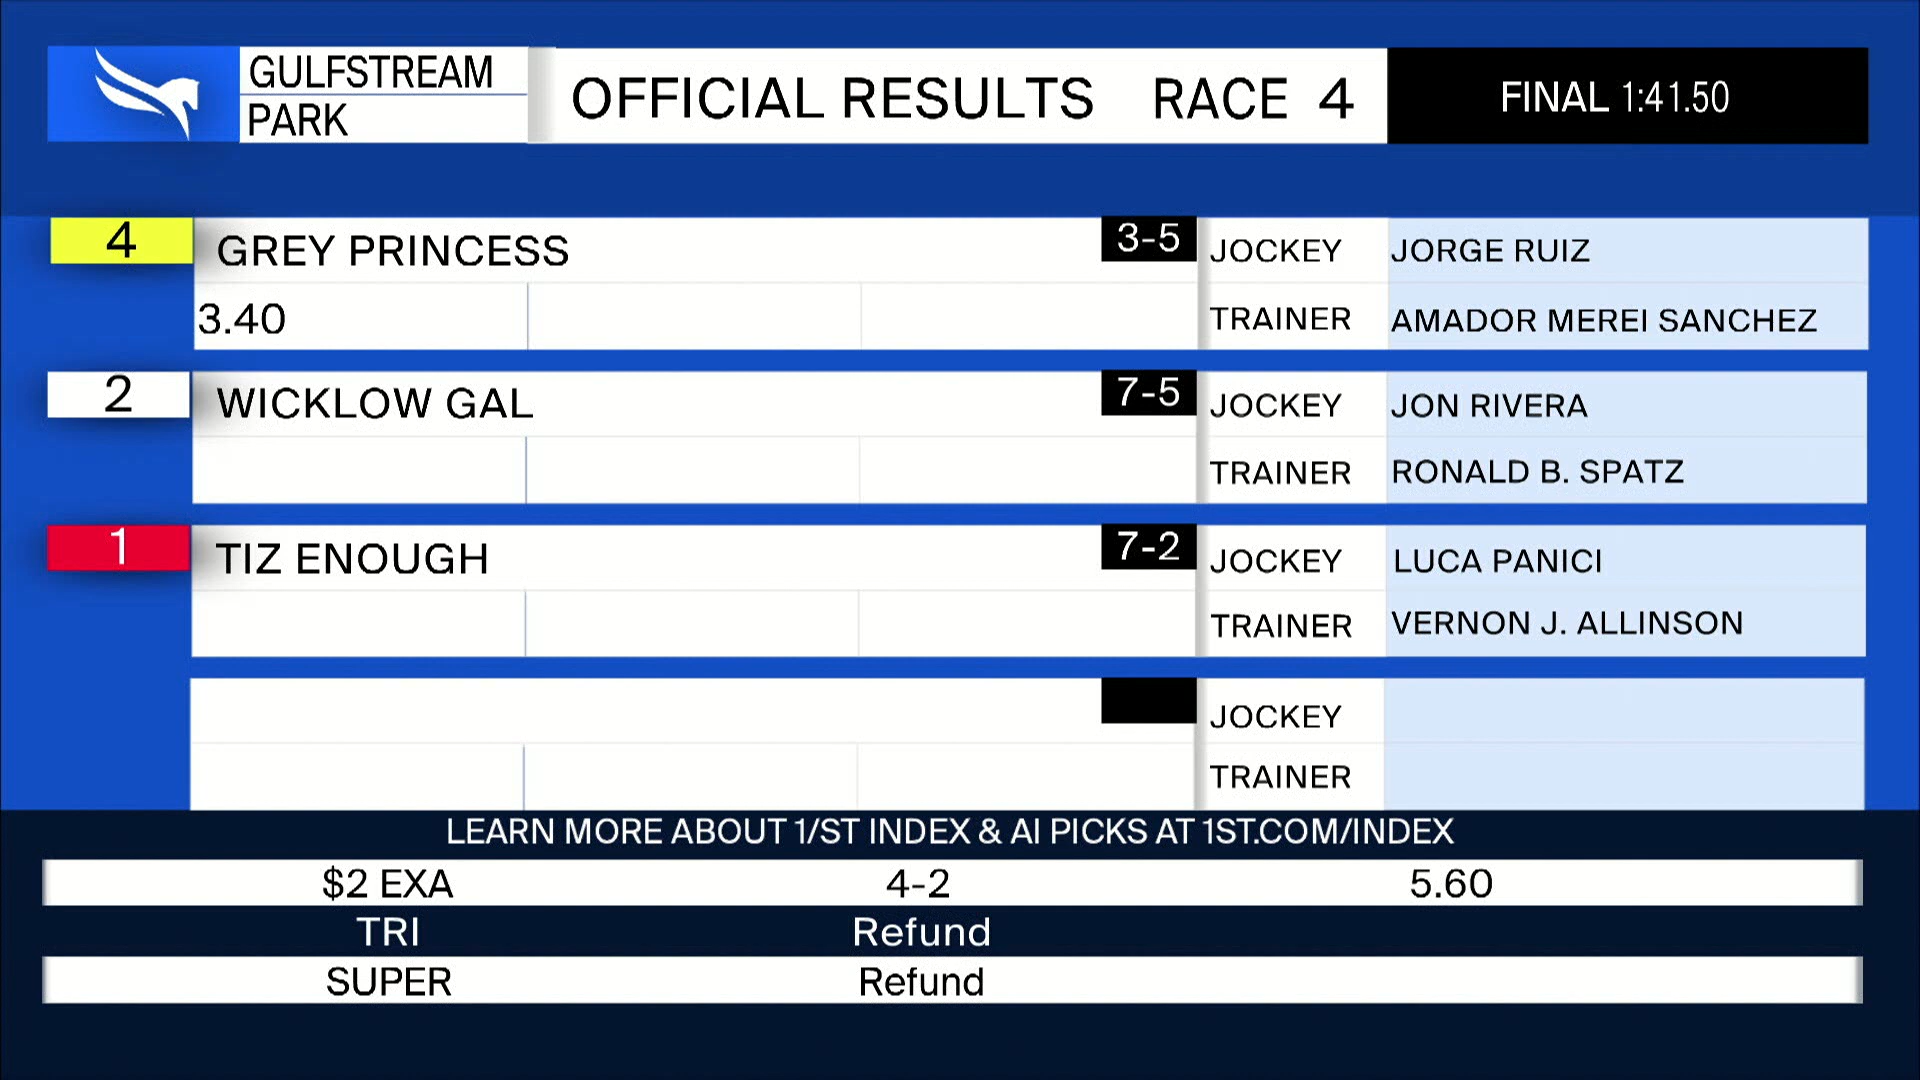 GULFSTREAM
PARK
OFFICIAL RESULTS RACE 4
FINAL 1:41.50
4 GREY PRINCESS 3-5 JOCKEY JORGE RUIZ
3.40 TRAINER AMADOR MEREI SANCHEZ
2 WICKLOW GAL 7-5 JOCKEY JON RIVERA
TRAINER RONALD B. SPATZ
1 TIZ ENOUGH 7-2 JOCKEY LUCA PANICI
TRAINER VERNON J. ALLINSON
JOCKEY
TRAINER
LEARN MORE ABOUT 1/ST INDEX & AI PICKS AT 1ST.COM/INDEX
$2 EXA 4-2 5.60
TRI Refund
SUPER Refund